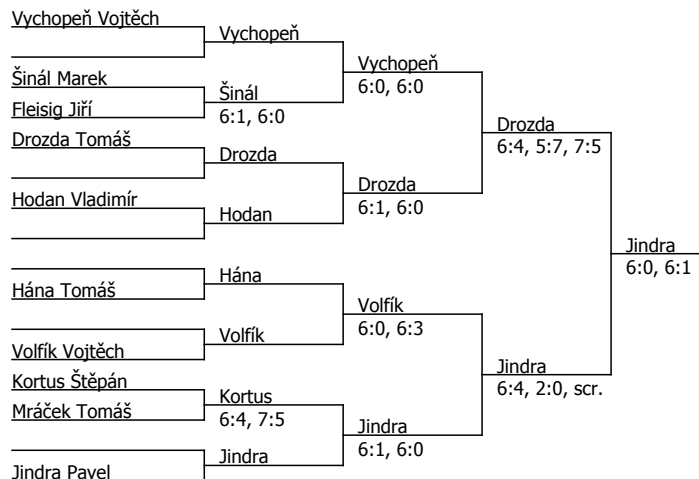 Vychopeň Vojtěch
Vychopeň
Vychopeň
6:0, 6:0
Šinál Marek
Šinál
6:1, 6:0
Fleisig Jiří
Drozda
6:4, 5:7, 7:5
Drozda Tomáš
Drozda
Drozda
6:1, 6:0
Hodan Vladimír
Hodan
Jindra
6:0, 6:1
Hána
Hána Tomáš
Volfík
6:0, 6:3
Volfík
Volfík Vojtěch
Jindra
6:4, 2:0, scr.
Kortus Štěpán
Kortus
6:4, 7:5
Mráček Tomáš
Jindra
6:1, 6:0
Jindra
Jindra Pavel